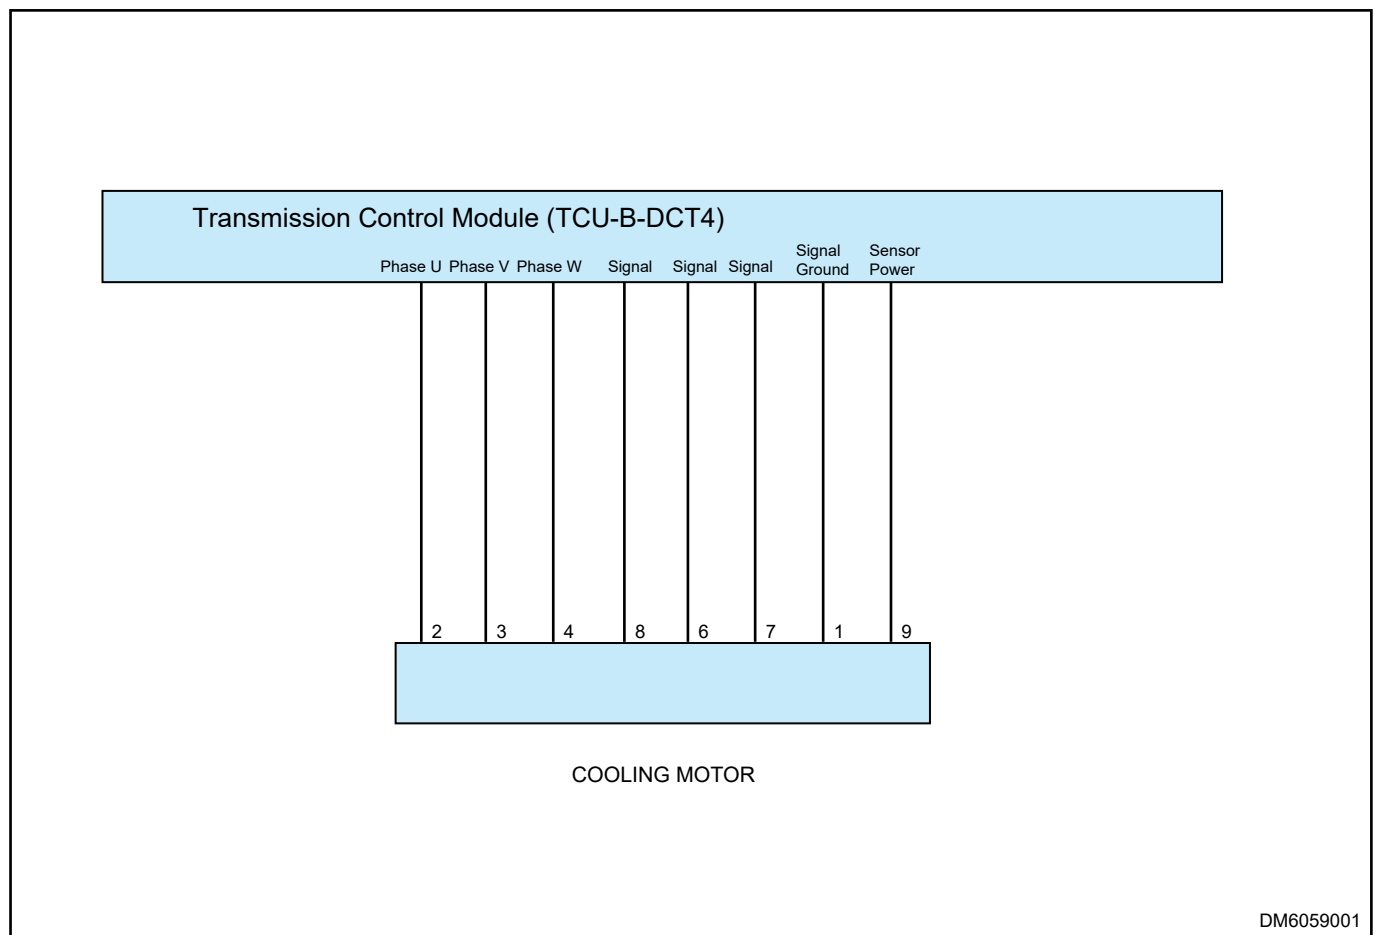 Transmission Control Module (TCU-B-DCT4)
Phase U Phase V Phase W Signal Signal Signal Signal Ground Sensor Power
2 3 4 8 6 7 1 9
COOLING MOTOR
DM6059001